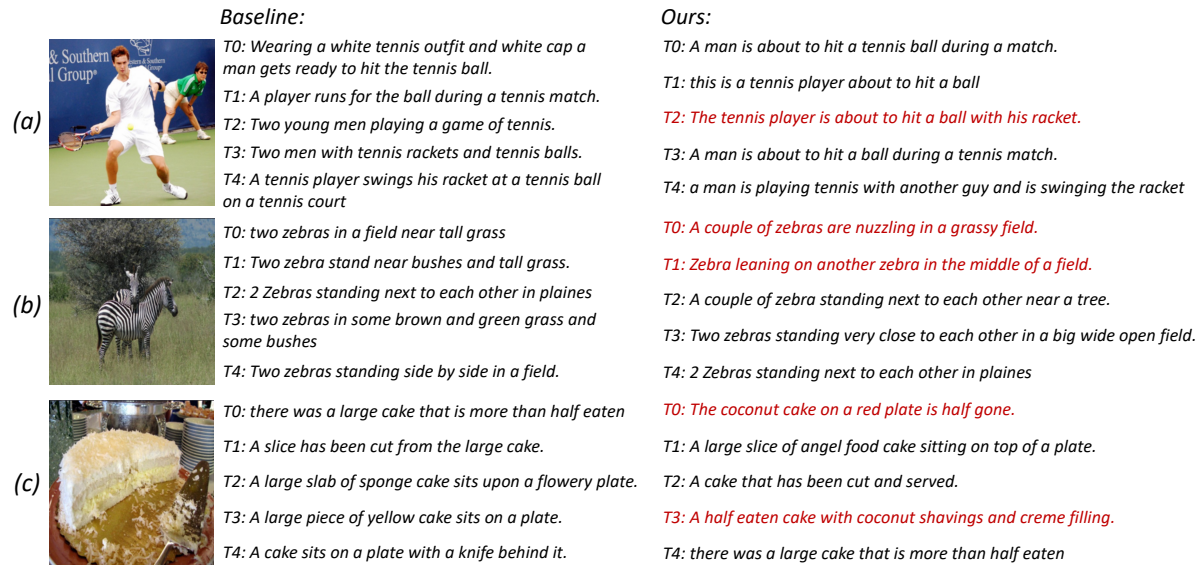 Baseline:
Ours:
(a)
& Southern
l Group®
T0: Wearing a white tennis outfit and white cap a
man gets ready to hit the tennis ball.
T1: A player runs for the ball during a tennis match.
T2: Two young men playing a game of tennis.
T3: Two men with tennis rackets and tennis balls.
T4: A tennis player swings his racket at a tennis ball
on a tennis court
T0: A man is about to hit a tennis ball during a match.
T1: this is a tennis player about to hit a ball
T2: The tennis player is about to hit a ball with his racket.
T3: A man is about to hit a ball during a tennis match.
T4: a man is playing tennis with another guy and is swinging the racket
(b)
T0: two zebras in a field near tall grass
T1: Two zebra stand near bushes and tall grass.
T2: 2 Zebras standing next to each other in plaines
T3: two zebras in some brown and green grass and
some bushes
T4: Two zebras standing side by side in a field.
T0: A couple of zebras are nuzzling in a grassy field.
T1: Zebra leaning on another zebra in the middle of a field.
T2: A couple of zebra standing next to each other near a tree.
T3: Two zebras standing very close to each other in a big wide open field.
T4: 2 Zebras standing next to each other in plaines
(c)
T0: there was a large cake that is more than half eaten
T1: A slice has been cut from the large cake.
T2: A large slab of sponge cake sits upon a flowery plate.
T3: A large piece of yellow cake sits on a plate.
T4: A cake sits on a plate with a knife behind it.
T0: The coconut cake on a red plate is half gone.
T1: A large slice of angel food cake sitting on top of a plate.
T2: A cake that has been cut and served.
T3: A half eaten cake with coconut shavings and creme filling.
T4: there was a large cake that is more than half eaten